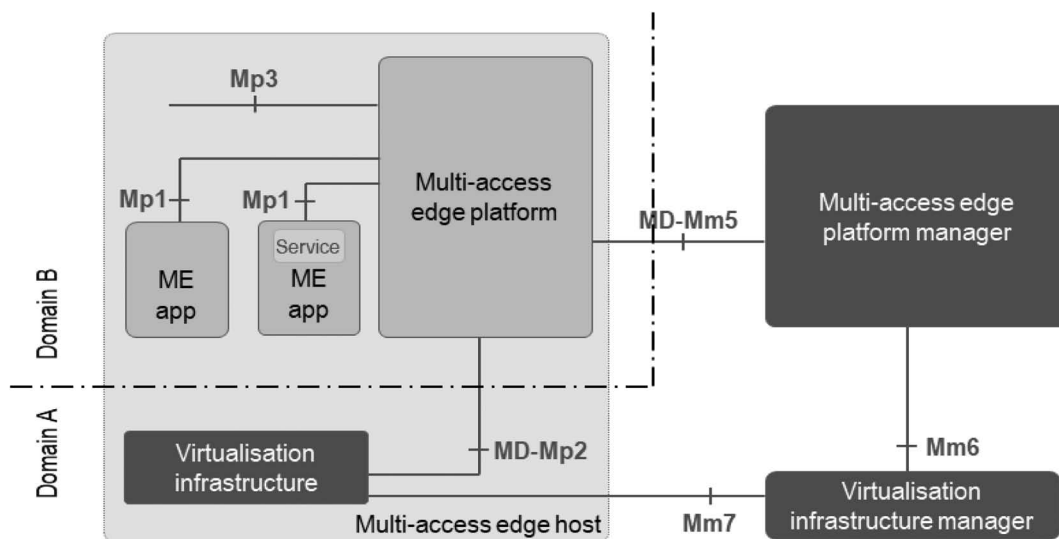 Mp3
Multi-access
edge platform
Mp1
Mp1
Service
ME
app
ME
app
Domain B
MD-Mm5
Multi-access edge
platform manager
Domain A
Virtualisation
infrastructure
MD-Mp2
Mm6
Multi-access edge host
Mm7
Virtualisation
infrastructure manager